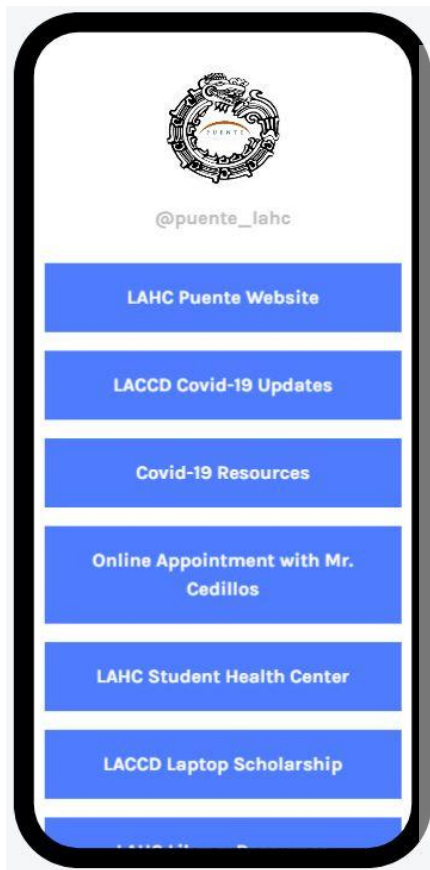 PUENTE
@puente_lahc
LAHC Puente Website
LACCD Covid-19 Updates
Covid-19 Resources
Online Appointment with Mr.
Cedillos
LAHC Student Health Center
LACCD Laptop Scholarship